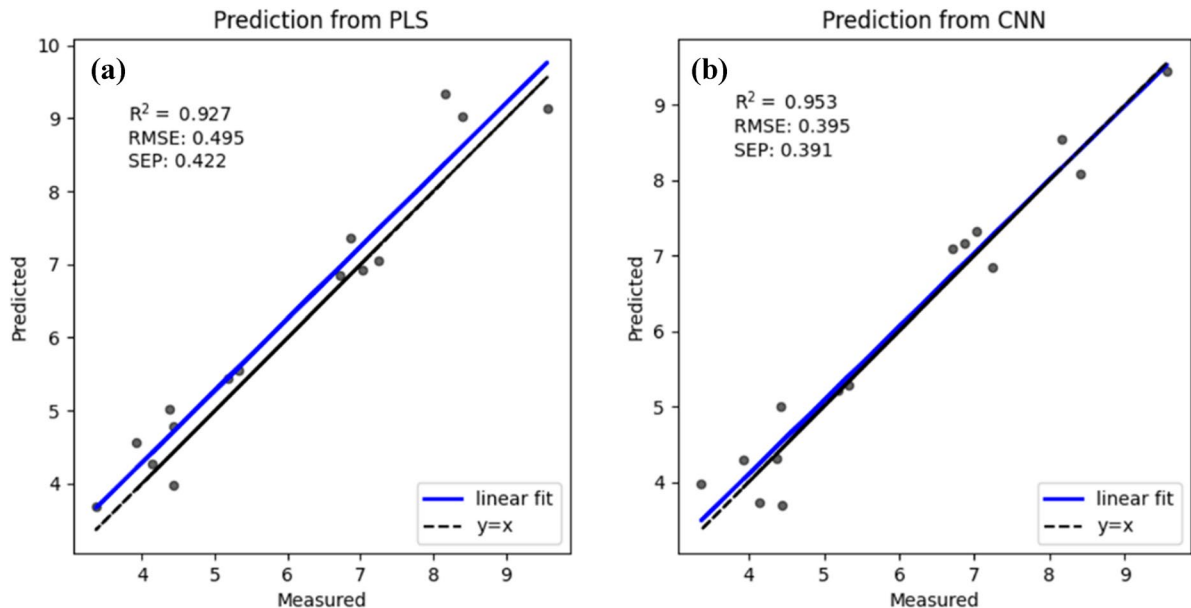 Prediction from PLS
(a)
R² = 0.927
RMSE: 0.495
SEP: 0.422
10
9
8
7
6
5
4
Predicted
linear fit
y=x
4 5 6 7 8 9
Measured
Prediction from CNN
(b)
R² = 0.953
RMSE: 0.395
SEP: 0.391
9
8
7
6
5
4
Predicted
linear fit
y=x
4 5 6 7 8 9
Measured